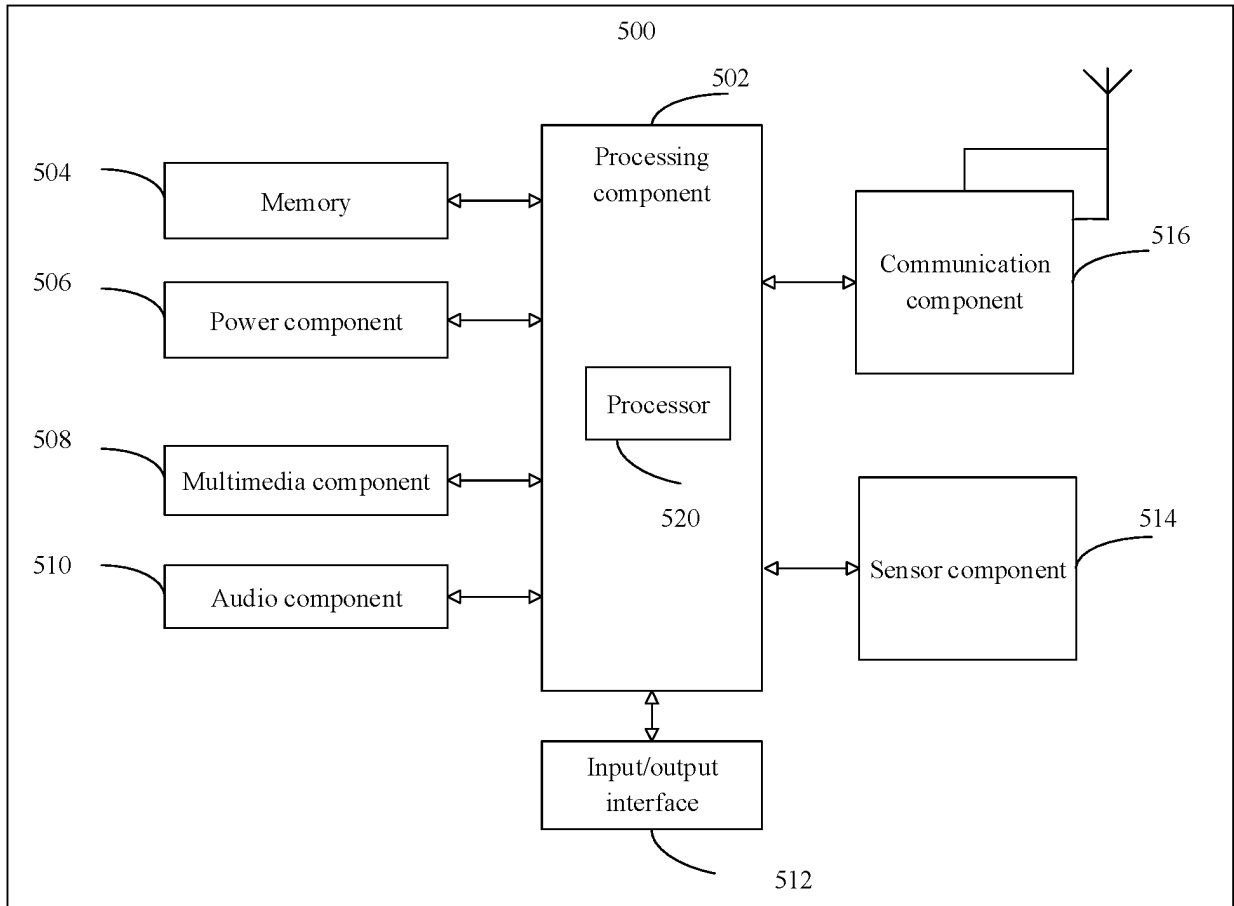 500
502
504
Memory
Processing
component
506
Power component
Communication
component
516
Processor
508
Multimedia component
520
514
510
Audio component
Sensor component
Input/output
interface
512